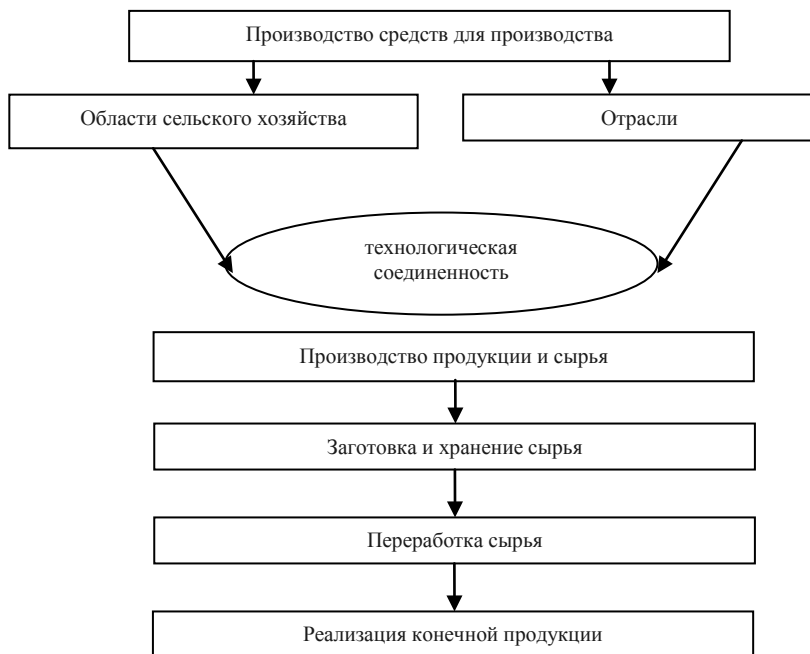 Производство средств для производства
Области сельского хозяйства
Отрасли
технологическая
соединенность
Производство продукции и сырья
Заготовка и хранение сырья
Переработка сырья
Реализация конечной продукции